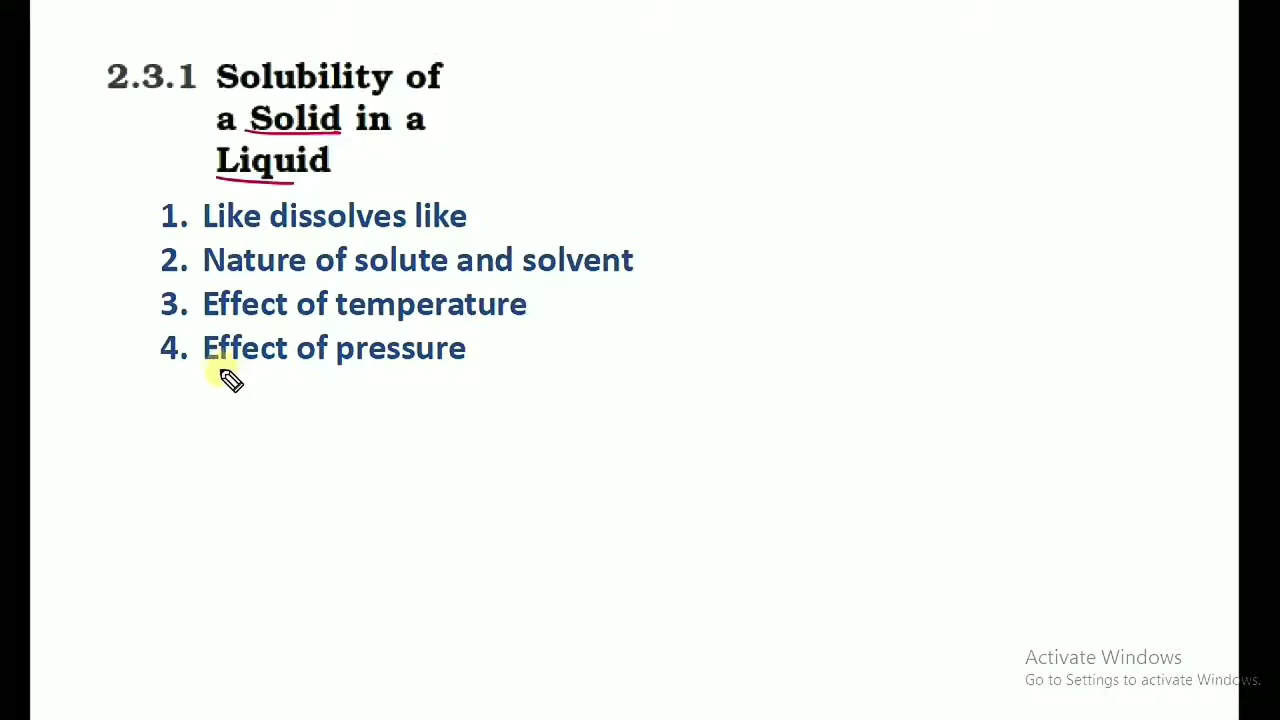 2.3.1 Solubility of
a Solid in a
Liquid
1. Like dissolves like
2. Nature of solute and solvent
3. Effect of temperature
4. Effect of pressure
Activate Windows
Go to Settings to activate Windows.